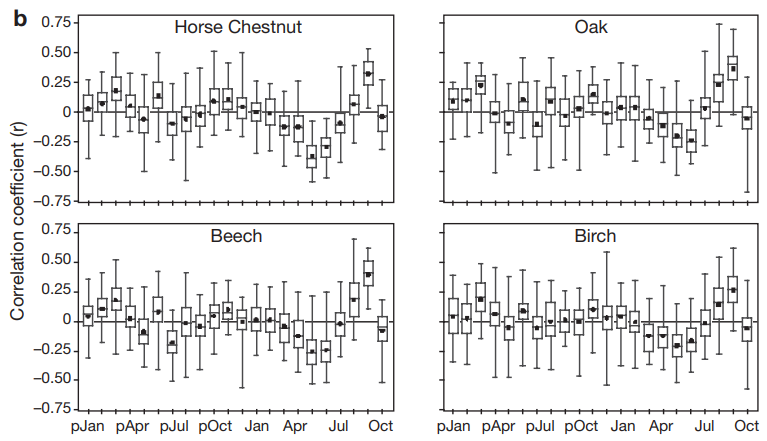 b
Horse Chestnut
Oak
0.75
0.50
0.25
0
−0.25
−0.50
−0.75
Correlation coefficient (r)
Beech
Birch
0.75
0.50
0.25
0
−0.25
−0.50
−0.75
pJan pApr pJul pOct Jan Apr Jul Oct
pJan pApr pJul pOct Jan Apr Jul Oct